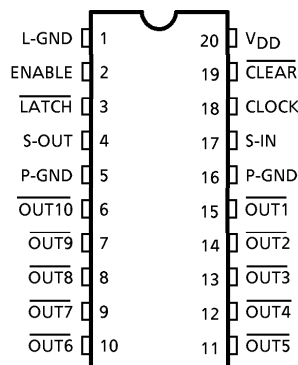 L-GND 1 20 VDD
ENABLE 2 19 CLEAR
LATCH 3 18 CLOCK
S-OUT 4 17 S-IN
P-GND 5 16 P-GND
OUT10 6 15 OUT1
OUT9 7 14 OUT2
OUT8 8 13 OUT3
OUT7 9 12 OUT4
OUT6 10 11 OUT5